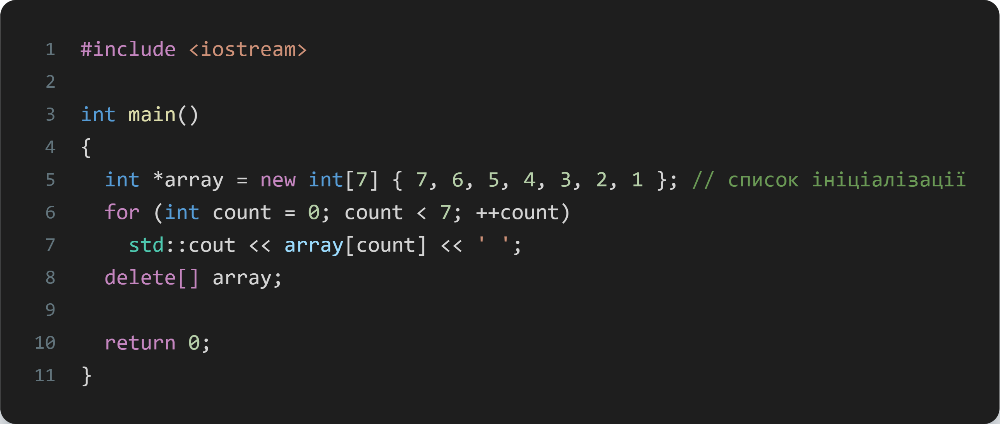 1 #include <iostream>
2
3 int main()
4 {
5   int *array = new int[7] { 7, 6, 5, 4, 3, 2, 1 }; // список ініціалізації
6   for (int count = 0; count < 7; ++count)
7     std::cout << array[count] << ' ';
8   delete[] array;
9
10   return 0;
11 }